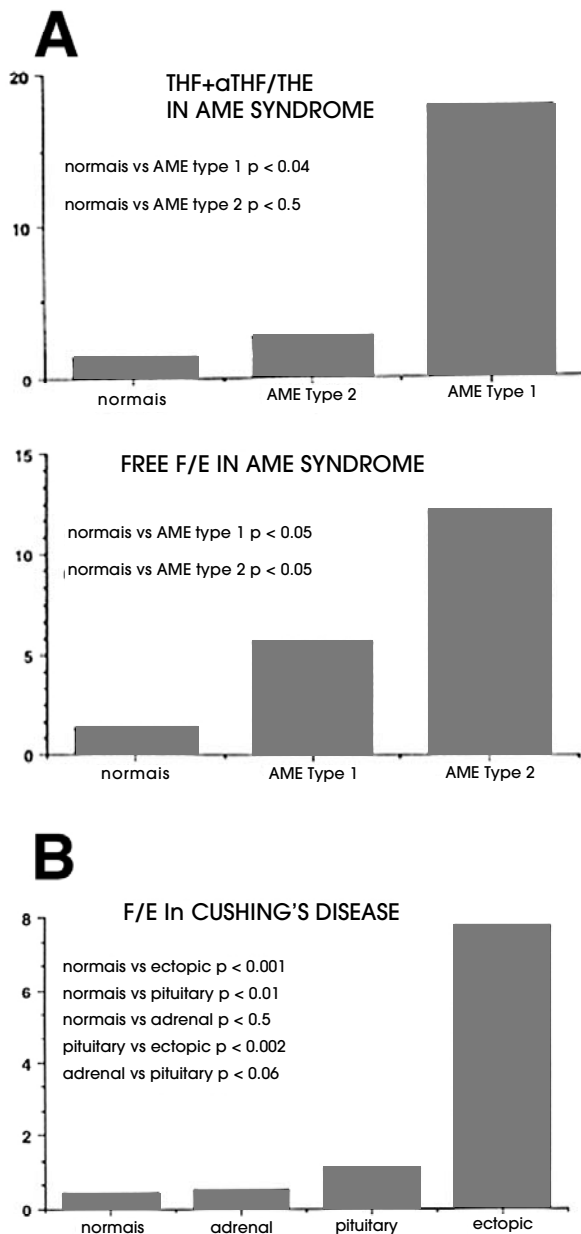 A
THF+aTHF/THE
IN AME SYNDROME
normais vs AME type 1 p < 0.04
normais vs AME type 2 p < 0.5
20
10
0
normais AME Type 2 AME Type 1
FREE F/E IN AME SYNDROME
normais vs AME type 1 p < 0.05
normais vs AME type 2 p < 0.05
15
10
5
0
normais AME Type 1 AME Type 2
B
F/E In CUSHING'S DISEASE
normais vs ectopic p < 0.001
normais vs pituitary p < 0.01
normais vs adrenal p < 0.5
pituitary vs ectopic p < 0.002
adrenal vs pituitary p < 0.06
8
6
4
2
0
normais adrenal pituitary ectopic